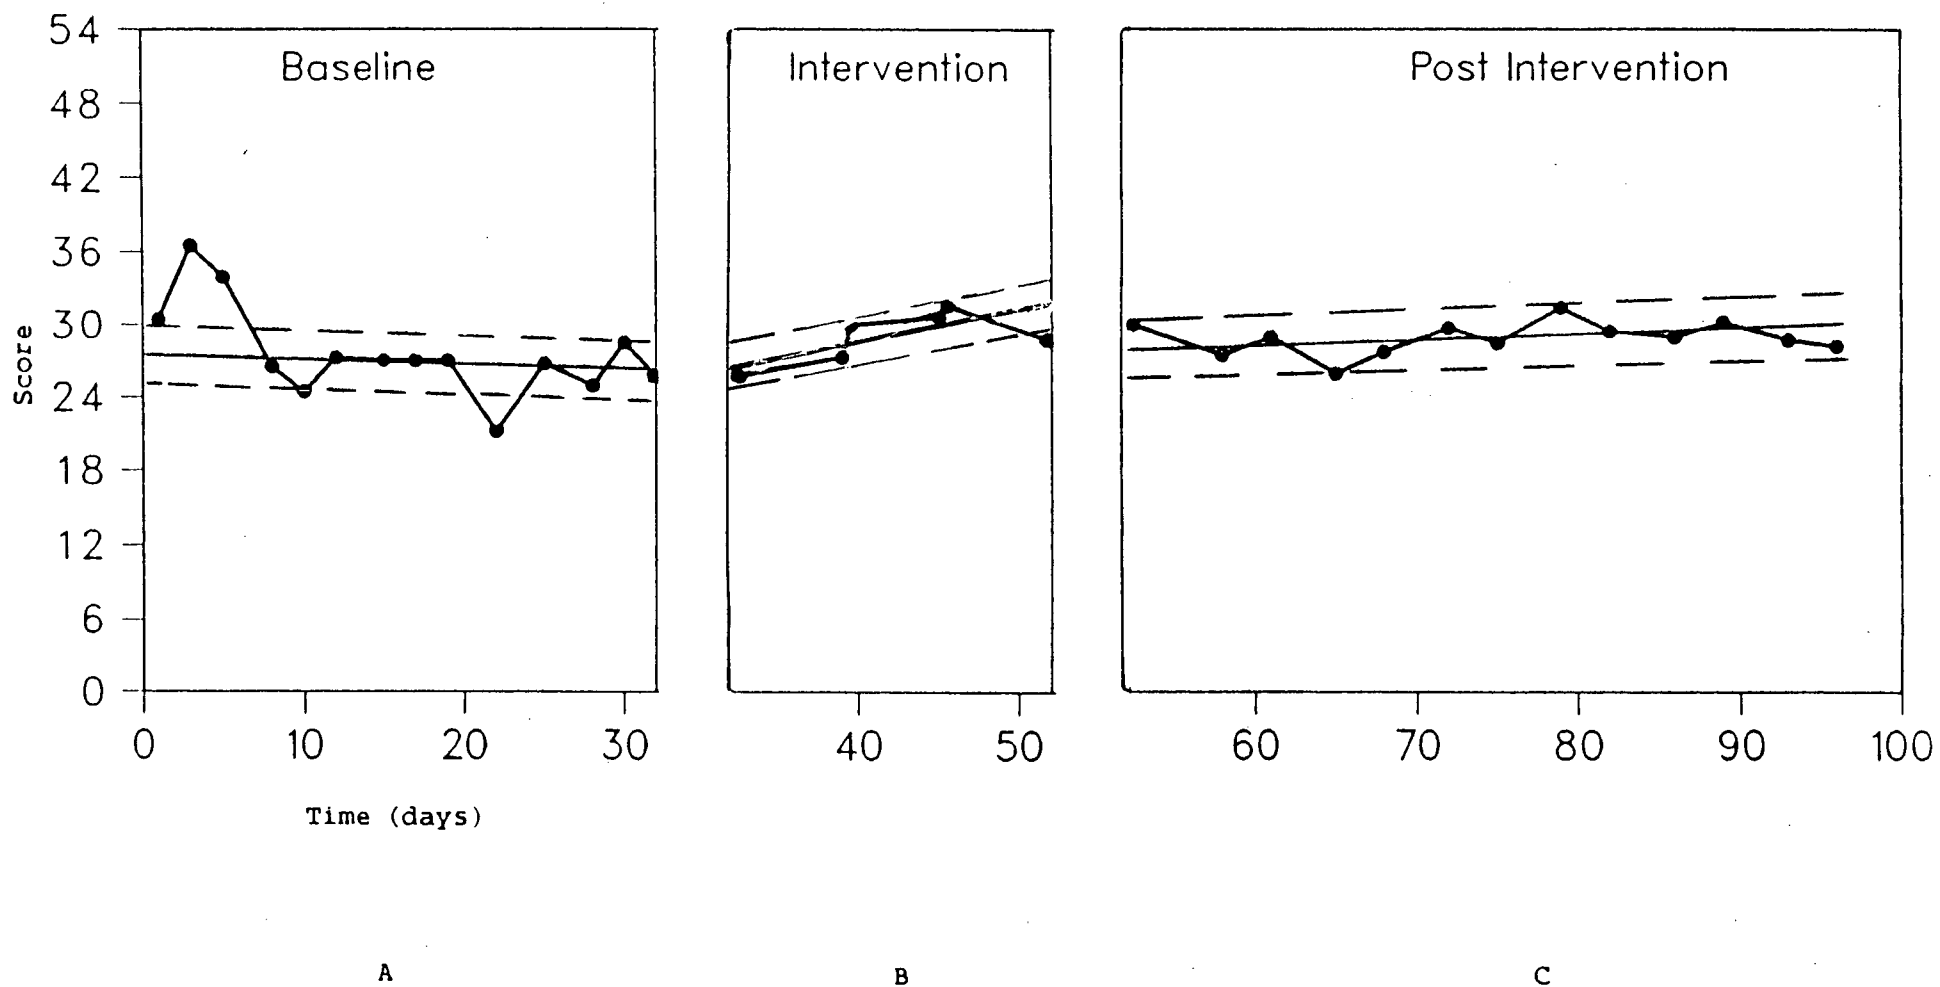 Baseline
Intervention
Post Intervention
54
48
42
36
30
24
18
12
6
0
Score
0 10 20 30 40 50 60 70 80 90 100
Time (days)
A B C